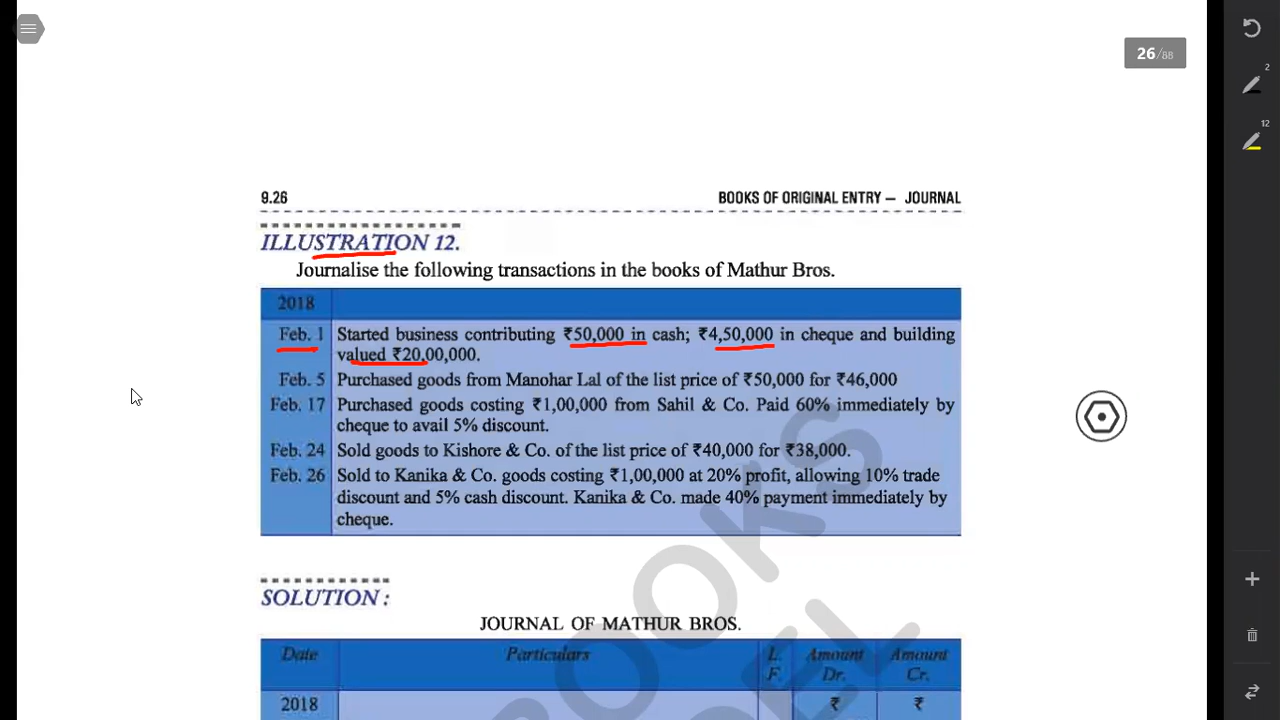 26/88
2
12
9.26 BOOKS OF ORIGINAL ENTRY — JOURNAL
ILLUSTRATION 12.
Journalise the following transactions in the books of Mathur Bros.
2018
Feb. 1 Started business contributing ₹50,000 in cash; ₹4,50,000 in cheque and building
valued ₹20,00,000.
Feb. 5 Purchased goods from Manohar Lal of the list price of ₹50,000 for ₹46,000
Feb. 17 Purchased goods costing ₹1,00,000 from Sahil & Co. Paid 60% immediately by
cheque to avail 5% discount.
Feb. 24 Sold goods to Kishore & Co. of the list price of ₹40,000 for ₹38,000.
Feb. 26 Sold to Kanika & Co. goods costing ₹1,00,000 at 20% profit, allowing 10% trade
discount and 5% cash discount. Kanika & Co. made 40% payment immediately by
cheque.
SOLUTION :
JOURNAL OF MATHUR BROS.
Date Particulars L. Amount Amount
F. Dr. Cr.
2018 ₹ ₹